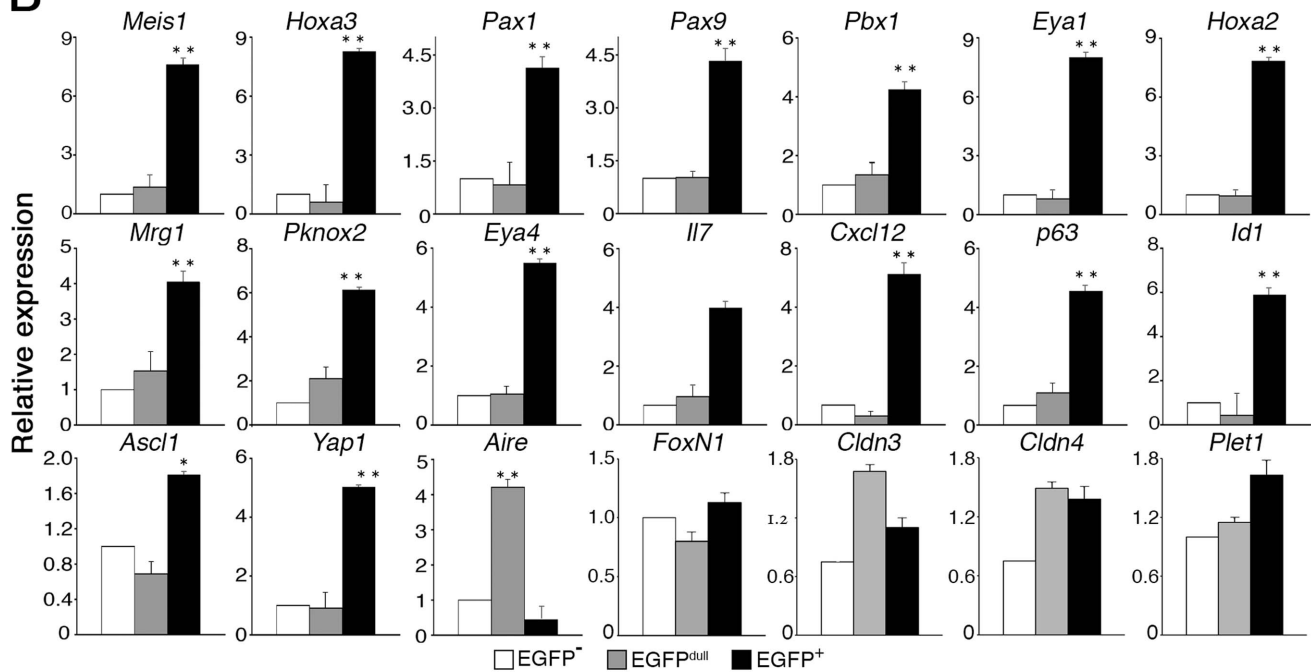 Meis1 Hoxa3 Pax1 Pax9 Pbx1 Eya1 Hoxa2
9 9 4.5 4.5 6 9 9
** ** ** ** ** ** **
6 6 3.0 3.0 4 6 6
3 3 1.5 1.5 2 3 3
0 0 0 0 0 0 0
Relative expression
Mrg1 Pknox2 Eya4 Il7 Cxcl12 p63 Id1
5 8 6 6 8 6 8
** ** ** ** ** **
4 6 4 4 6 4 6
3 4 2 2 4 2 4
2 2 0 0 2 0 2
1 0 0 0
0
Ascl1 Yap1 Aire FoxN1 Cldn3 Cldn4 Plet1
2.0 6 5 1.5 1.8 1.8 1.8
* ** **
1.6 4 4 1.0 1.2 1.2 1.2
1.2 2 3 0.5 0.6 0.6 0.6
0.8 0 2 0 0 0 0
0.4 1
0 0
EGFP- EGFPdull EGFP+